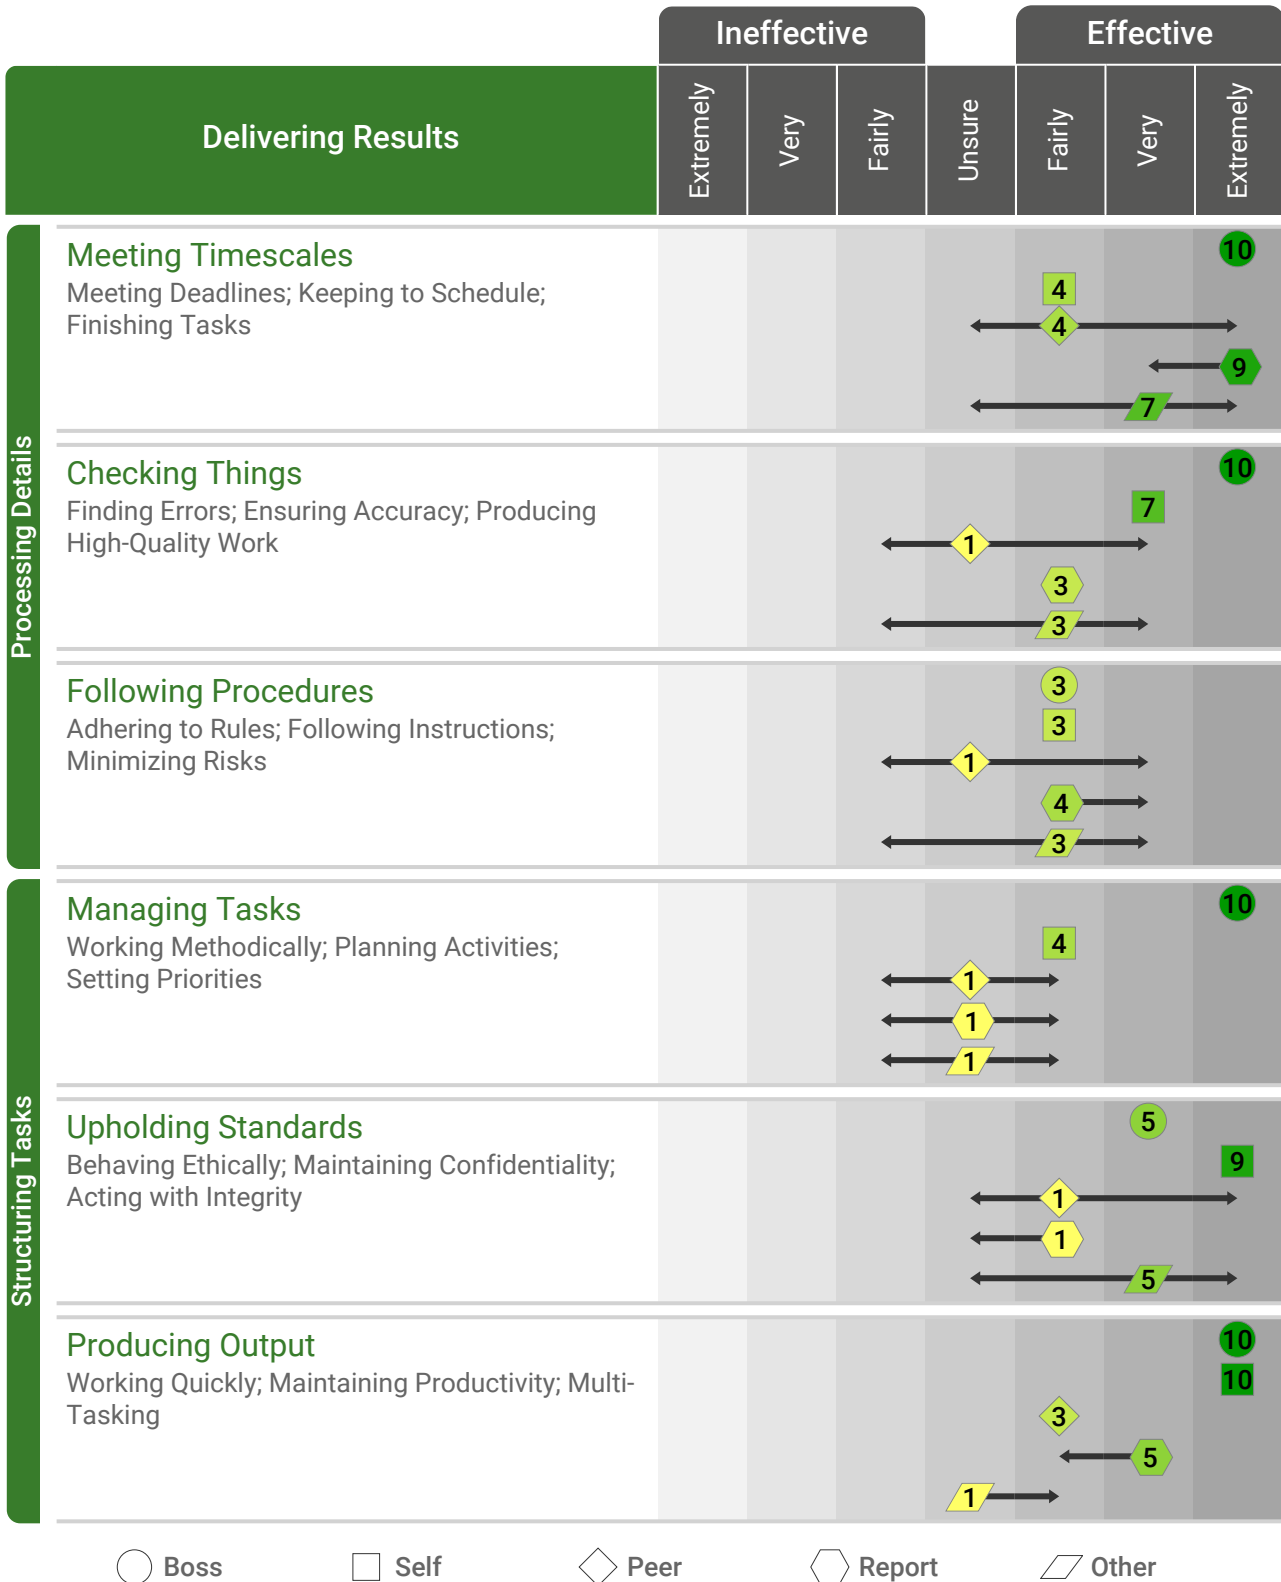 Ineffective
Effective
Delivering Results
Extremely
Very
Fairly
Unsure
Fairly
Very
Extremely
Processing Details
Meeting Timescales
Meeting Deadlines; Keeping to Schedule;
Finishing Tasks
10
4
4
9
7
Checking Things
Finding Errors; Ensuring Accuracy; Producing
High-Quality Work
10
7
1
3
3
Following Procedures
Adhering to Rules; Following Instructions;
Minimizing Risks
3
3
1
4
3
Structuring Tasks
Managing Tasks
Working Methodically; Planning Activities;
Setting Priorities
10
4
1
1
1
Upholding Standards
Behaving Ethically; Maintaining Confidentiality;
Acting with Integrity
5
9
1
1
5
Producing Output
Working Quickly; Maintaining Productivity; Multi-
Tasking
10
10
3
5
1
Boss
Self
Peer
Report
Other